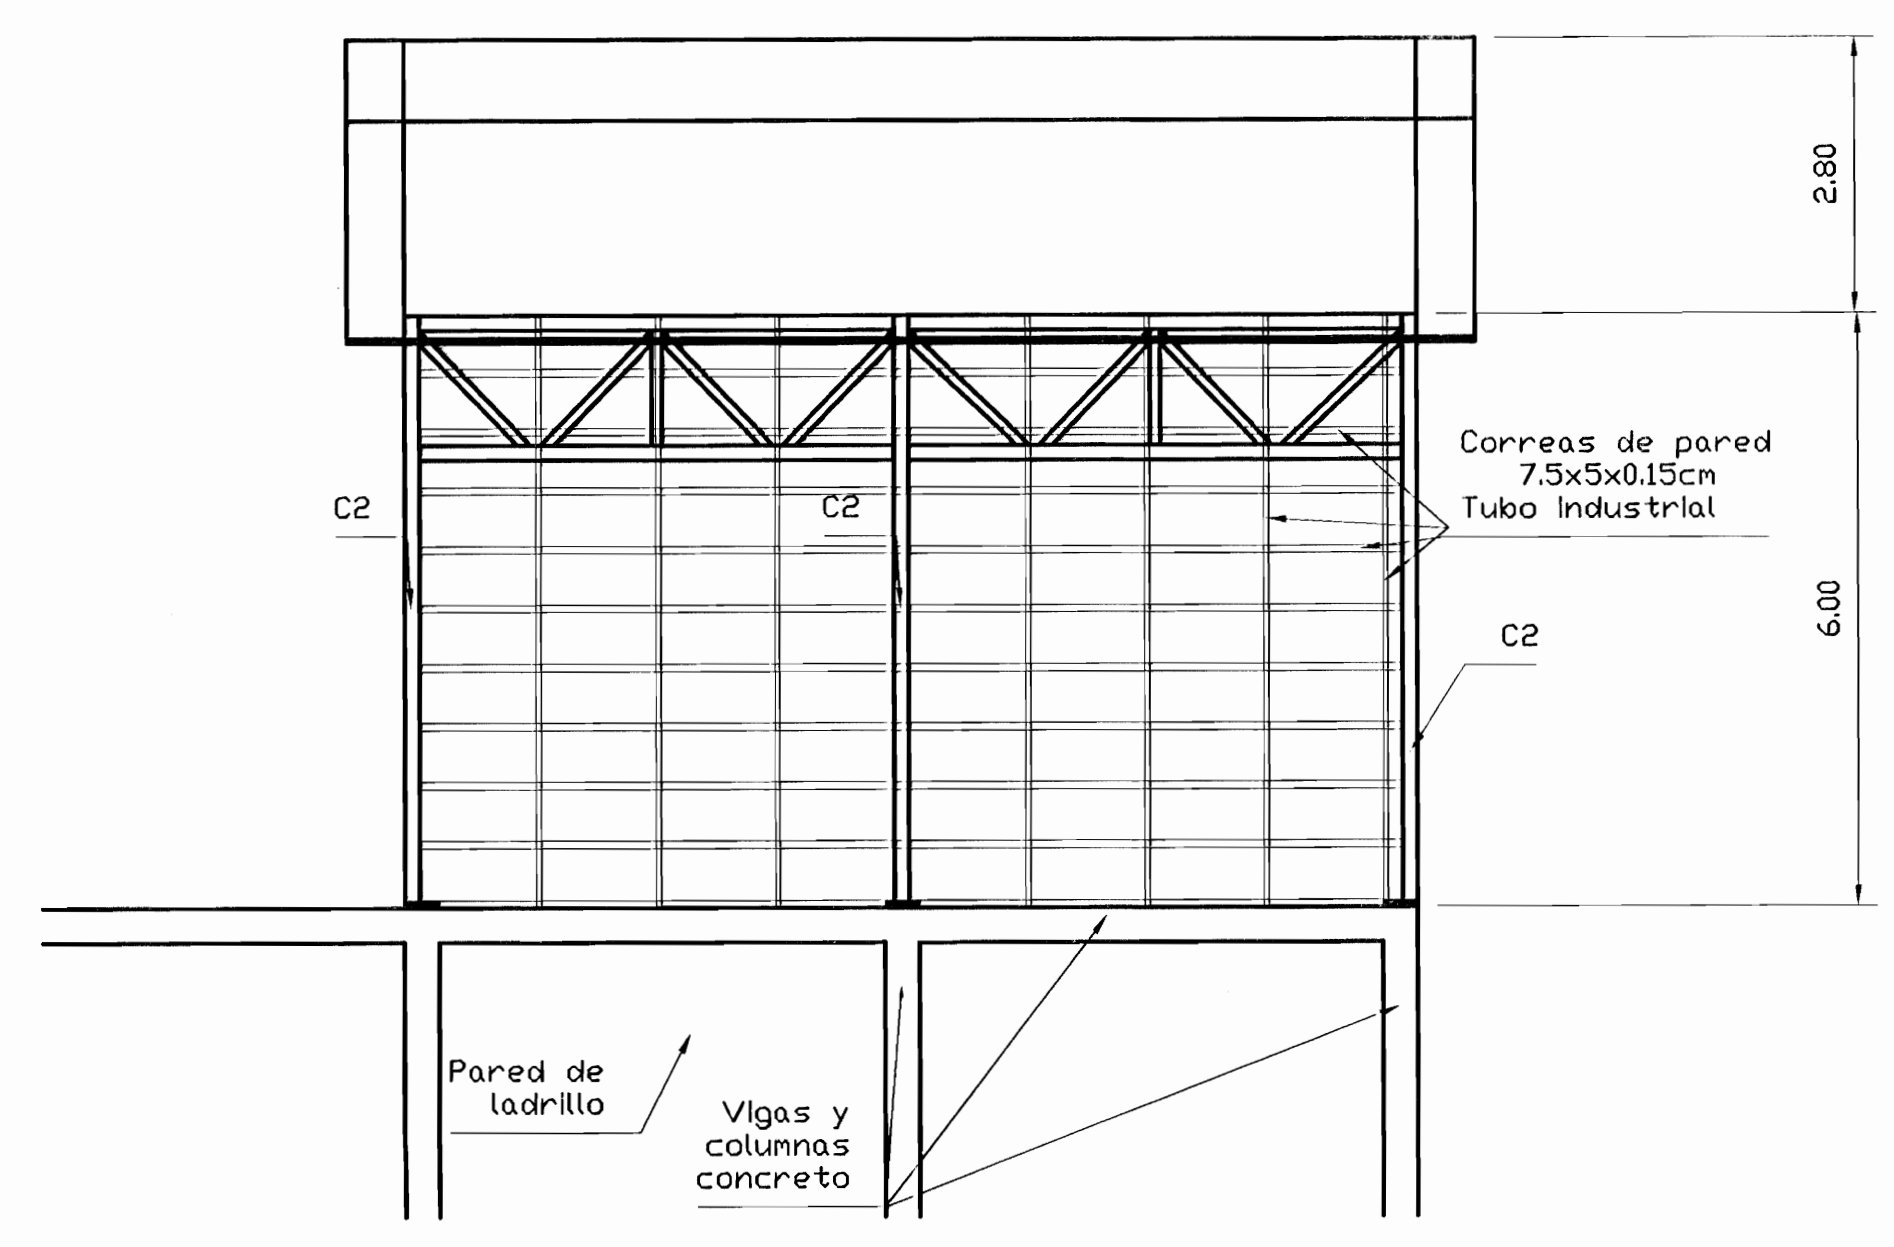 2.80
Correas de pared
7.5x5x0.15cm
Tubo industrial
C2
C2
6.00
C2
Pared de
ladrillo
Vigas y
columnas
concreto